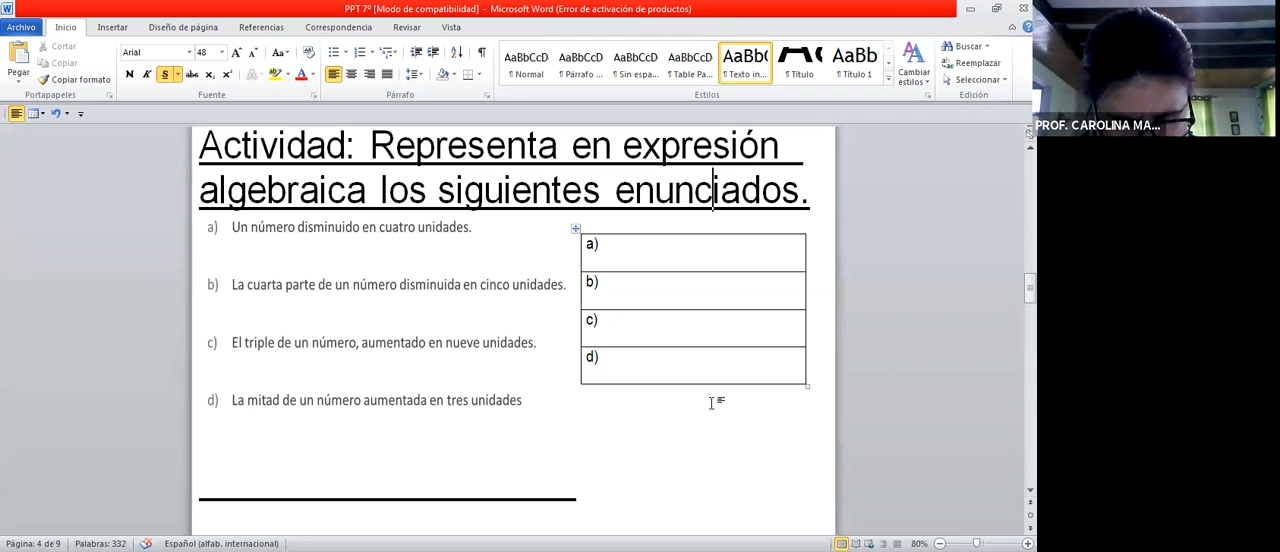 PPT 7º [Modo de compatibilidad] - Microsoft Word (Error de activación de productos)
Archivo Inicio Insertar Diseño de página Referencias Correspondencia Revisar Vista
Pegar
Cortar
Copiar
Copiar formato
Portapapeles
Arial 48
Fuente
Párrafo
AaBbCcD AaBbCcD AaBbCcD AaBbCcD AaBb( AaBb
¶ Normal ¶ Párrafo ... ¶ Sin espa... ¶ Table Pa... ¶ Texto in... ¶ Título ¶ Título 1
Cambiar
estilos
Estilos
Buscar
Reemplazar
Seleccionar
Edición
PROF. CAROLINA MA...
Actividad: Representa en expresión
algebraica los siguientes enunciados.
a) Un número disminuido en cuatro unidades.
b) La cuarta parte de un número disminuida en cinco unidades.
c) El triple de un número, aumentado en nueve unidades.
d) La mitad de un número aumentada en tres unidades
a)
b)
c)
d)
Página: 4 de 9 Palabras: 332 Español (alfab. internacional) 80%